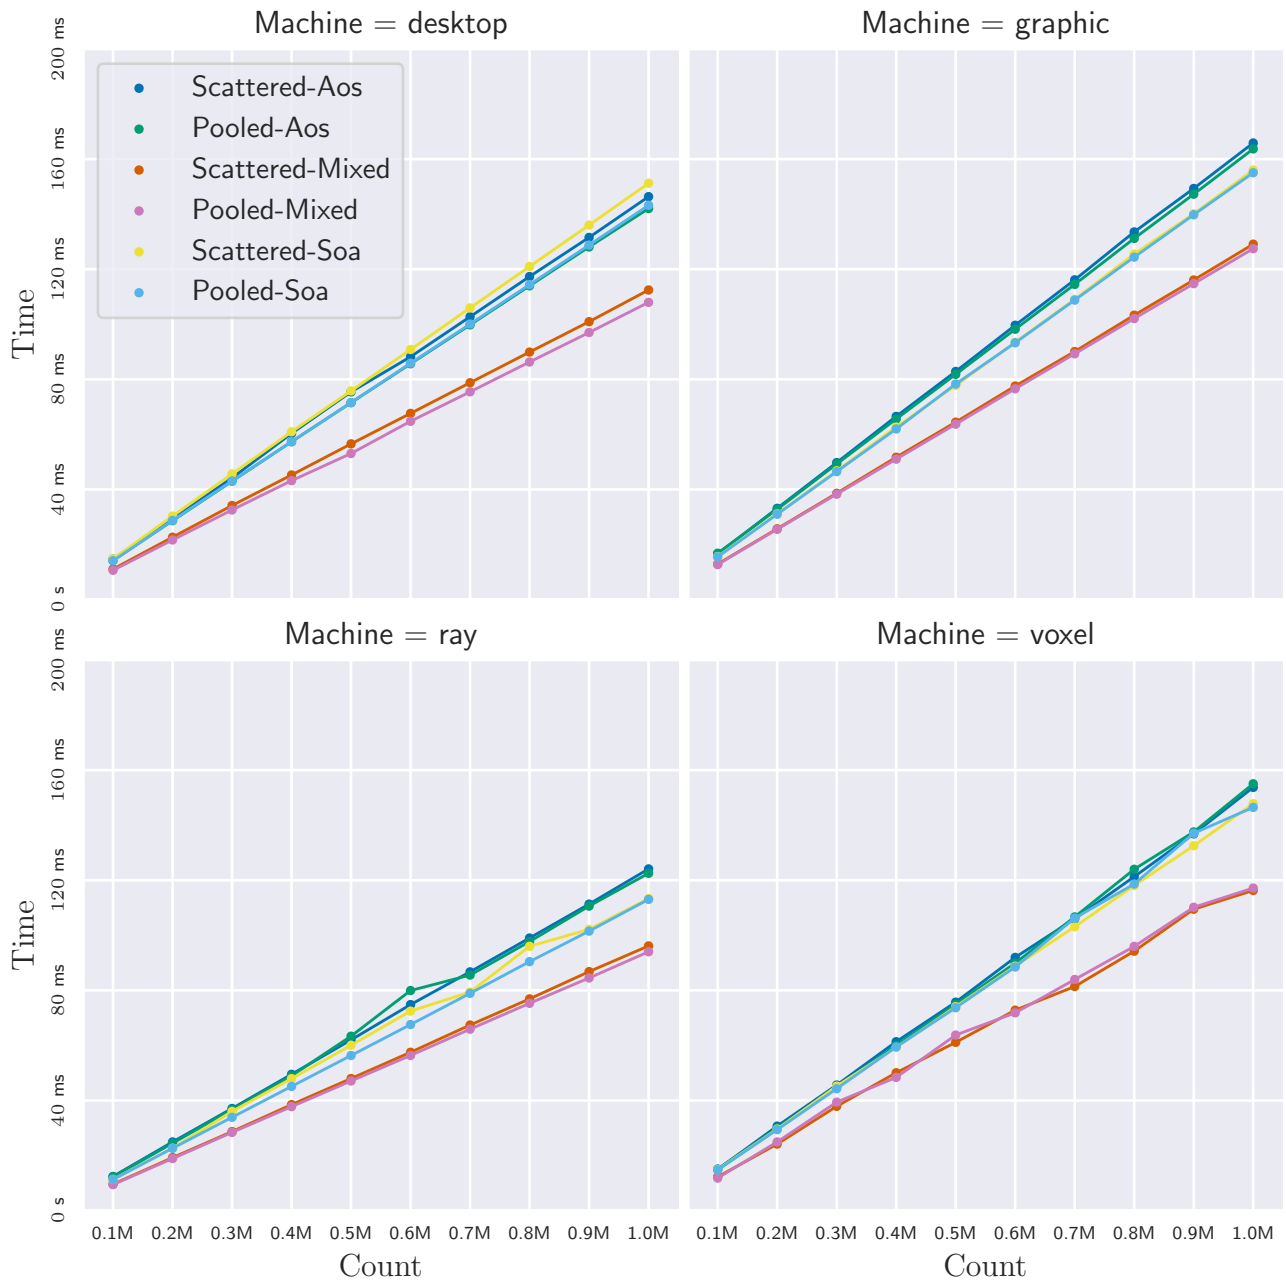 Machine = desktop
Machine = graphic
200 ms
160 ms
120 ms
80 ms
40 ms
0 s
Time
Scattered-Aos
Pooled-Aos
Scattered-Mixed
Pooled-Mixed
Scattered-Soa
Pooled-Soa
Machine = ray
Machine = voxel
200 ms
160 ms
120 ms
80 ms
40 ms
0 s
Time
0.1M 0.2M 0.3M 0.4M 0.5M 0.6M 0.7M 0.8M 0.9M 1.0M
0.1M 0.2M 0.3M 0.4M 0.5M 0.6M 0.7M 0.8M 0.9M 1.0M
Count
Count